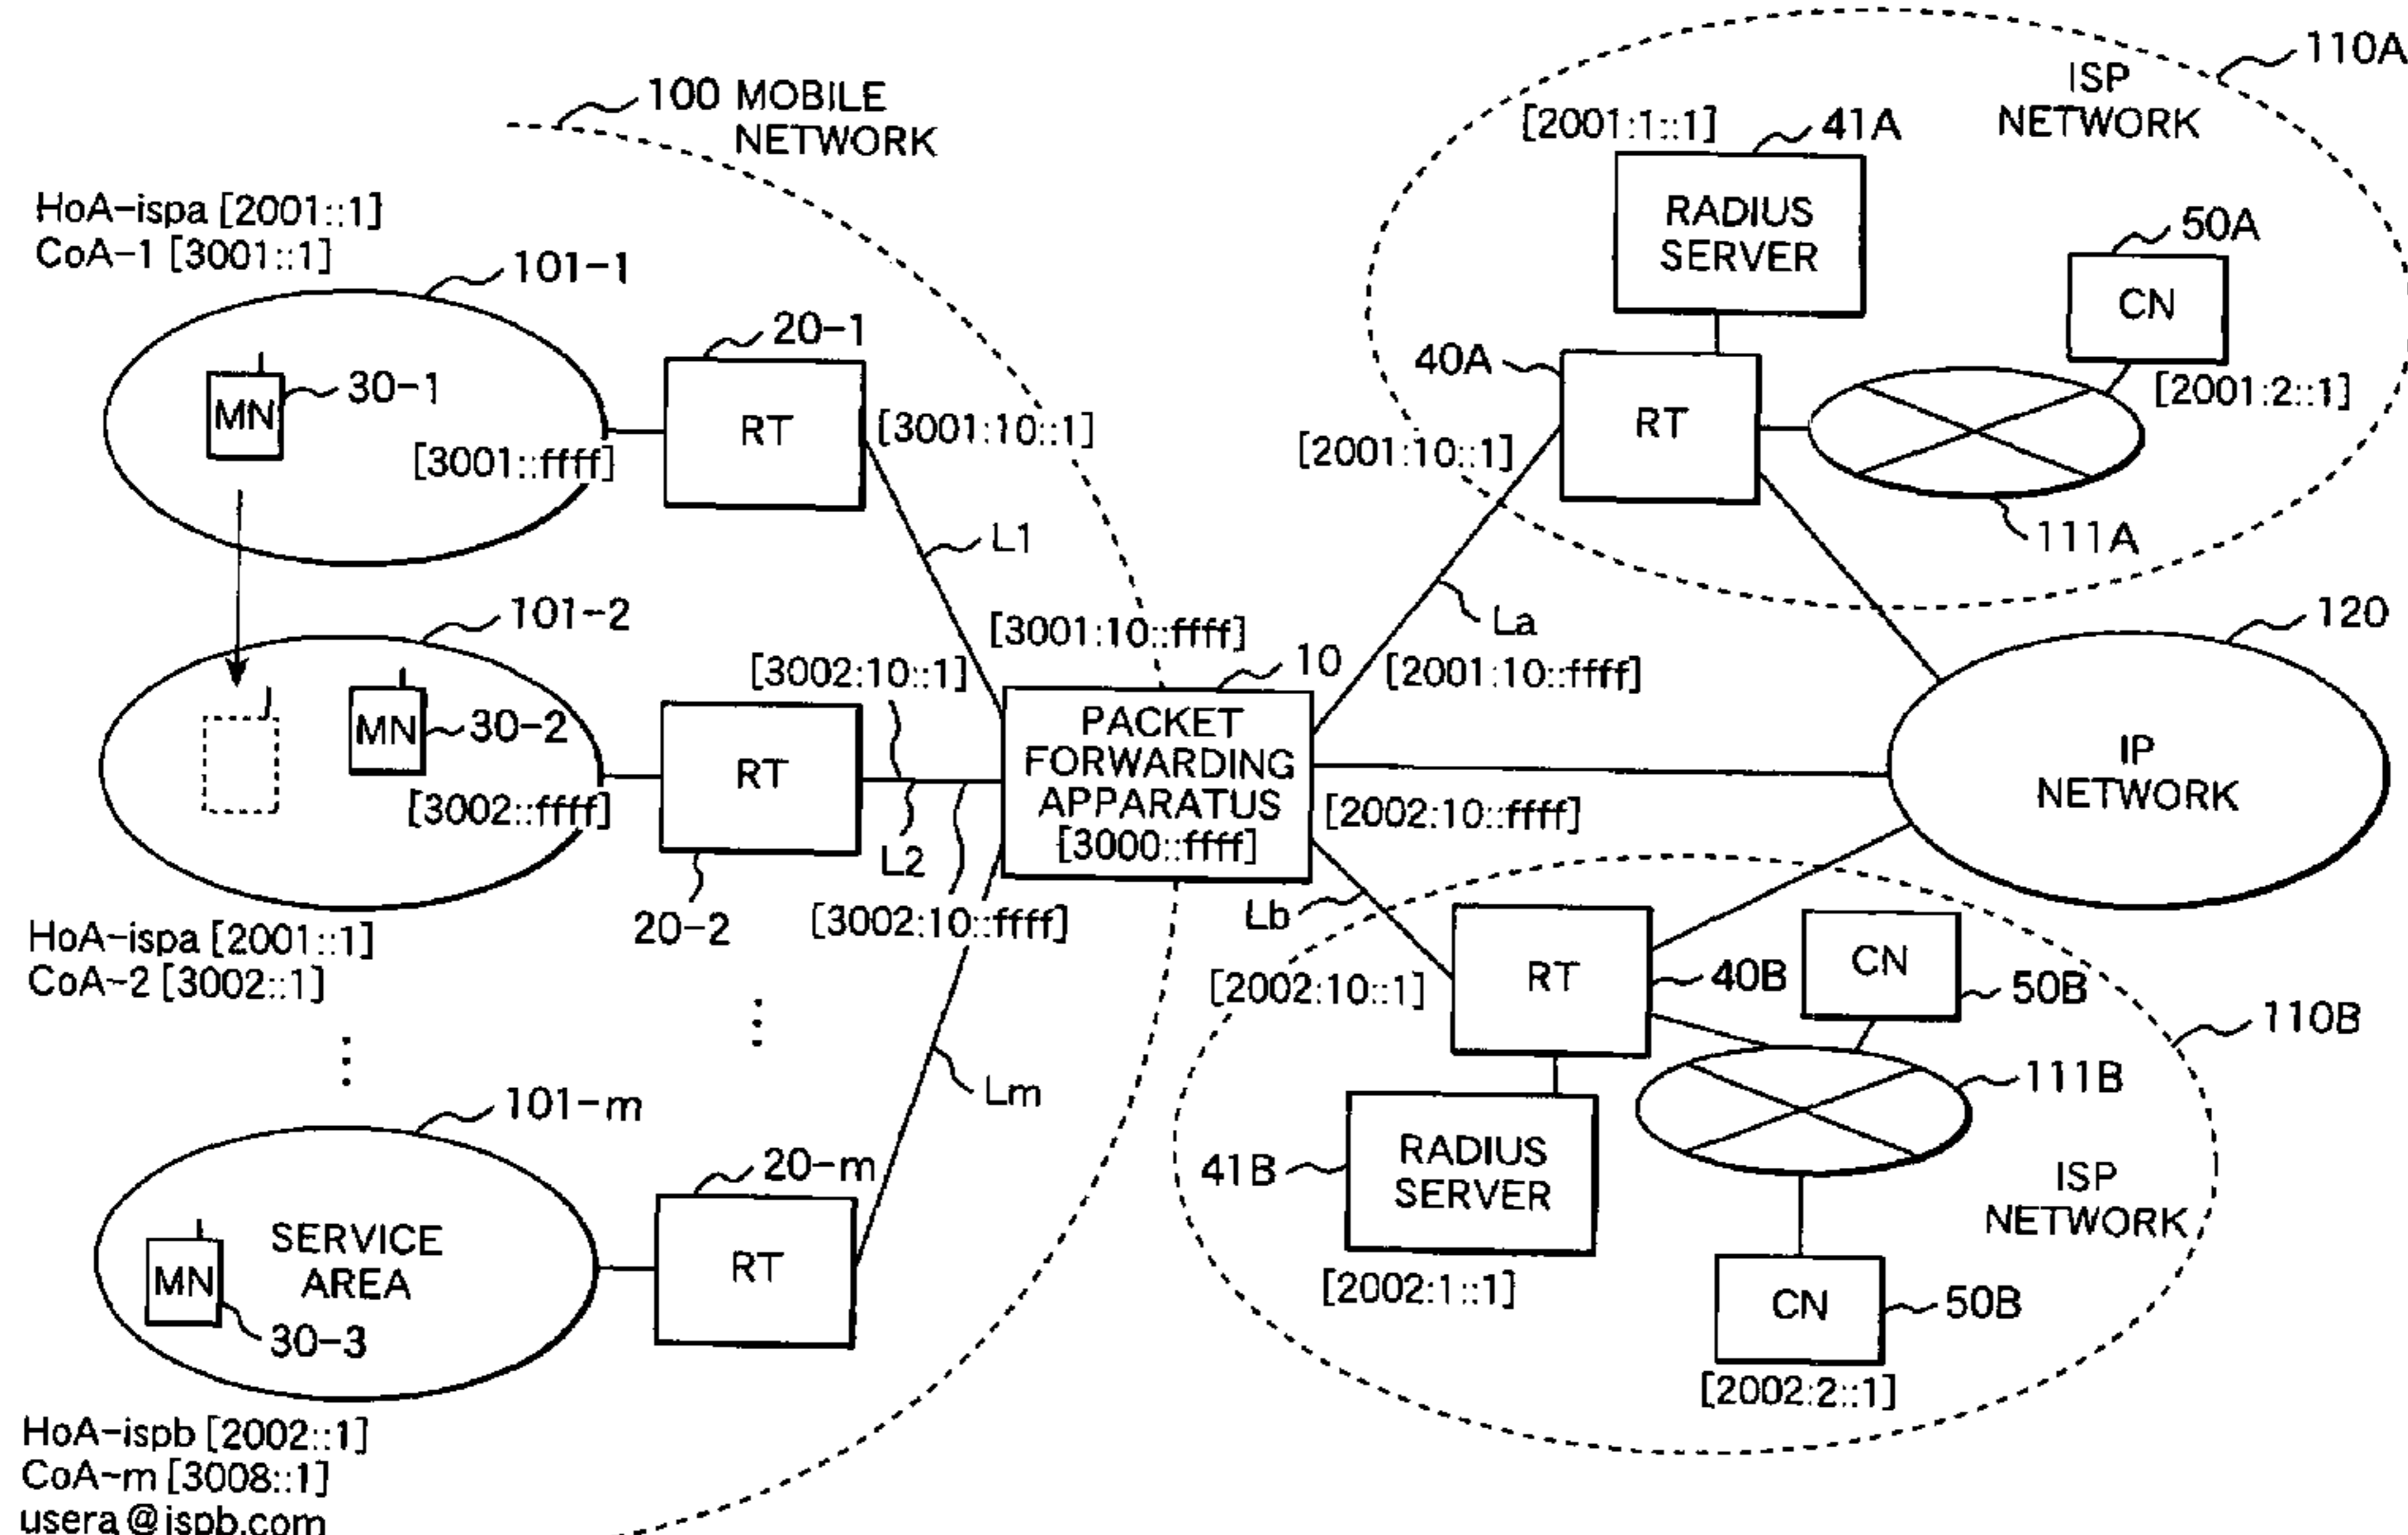 100 MOBILE
NETWORK
HoA-ispa [2001::1]
CoA-1 [3001::1]
101-1
MN
30-1
[3001::ffff]
20-1
RT
[3001:10::1]
L1
[3001:10::ffff]
101-2
MN
30-2
[3002::ffff]
HoA-ispa [2001::1]
CoA-2 [3002::1]
RT
20-2
[3002:10::1]
L2
[3002:10::ffff]
10
PACKET
FORWARDING
APPARATUS
[3000::ffff]
101-m
SERVICE
AREA
MN
30-3
20-m
RT
Lm
HoA-ispb [2002::1]
CoA-m [3008::1]
usera@ispb.com
110A
ISP
NETWORK
[2001:1::1]
41A
RADIUS
SERVER
50A
CN
[2001:2::1]
40A
RT
[2001:10::1]
111A
La
[2001:10::ffff]
120
IP
NETWORK
[2002:10::ffff]
Lb
[2002:10::1]
RT
40B
CN
50B
110B
111B
41B
RADIUS
SERVER
[2002:1::1]
ISP
NETWORK
CN
50B
[2002:2::1]